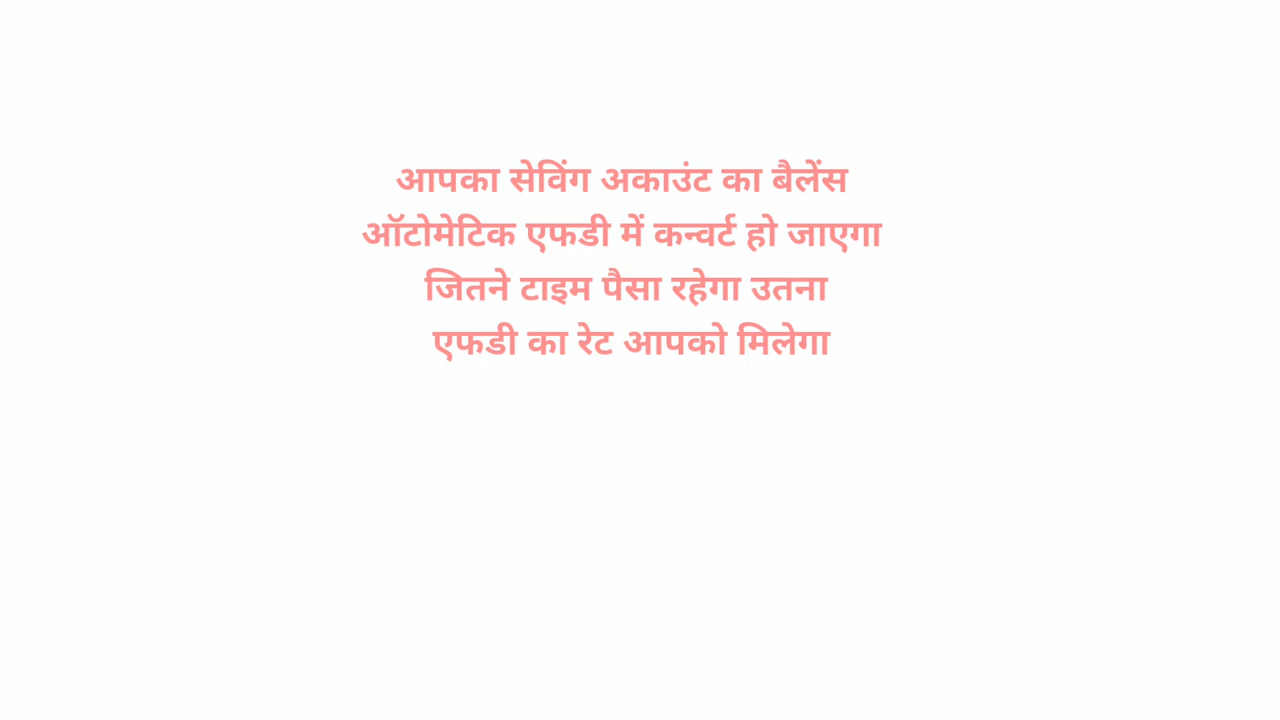 आपका सेविंग अकाउंट का बैलेंस
ऑटोमेटिक एफडी में कन्वर्ट हो जाएगा
जितने टाइम पैसा रहेगा उतना
एफडी का रेट आपको मिलेगा